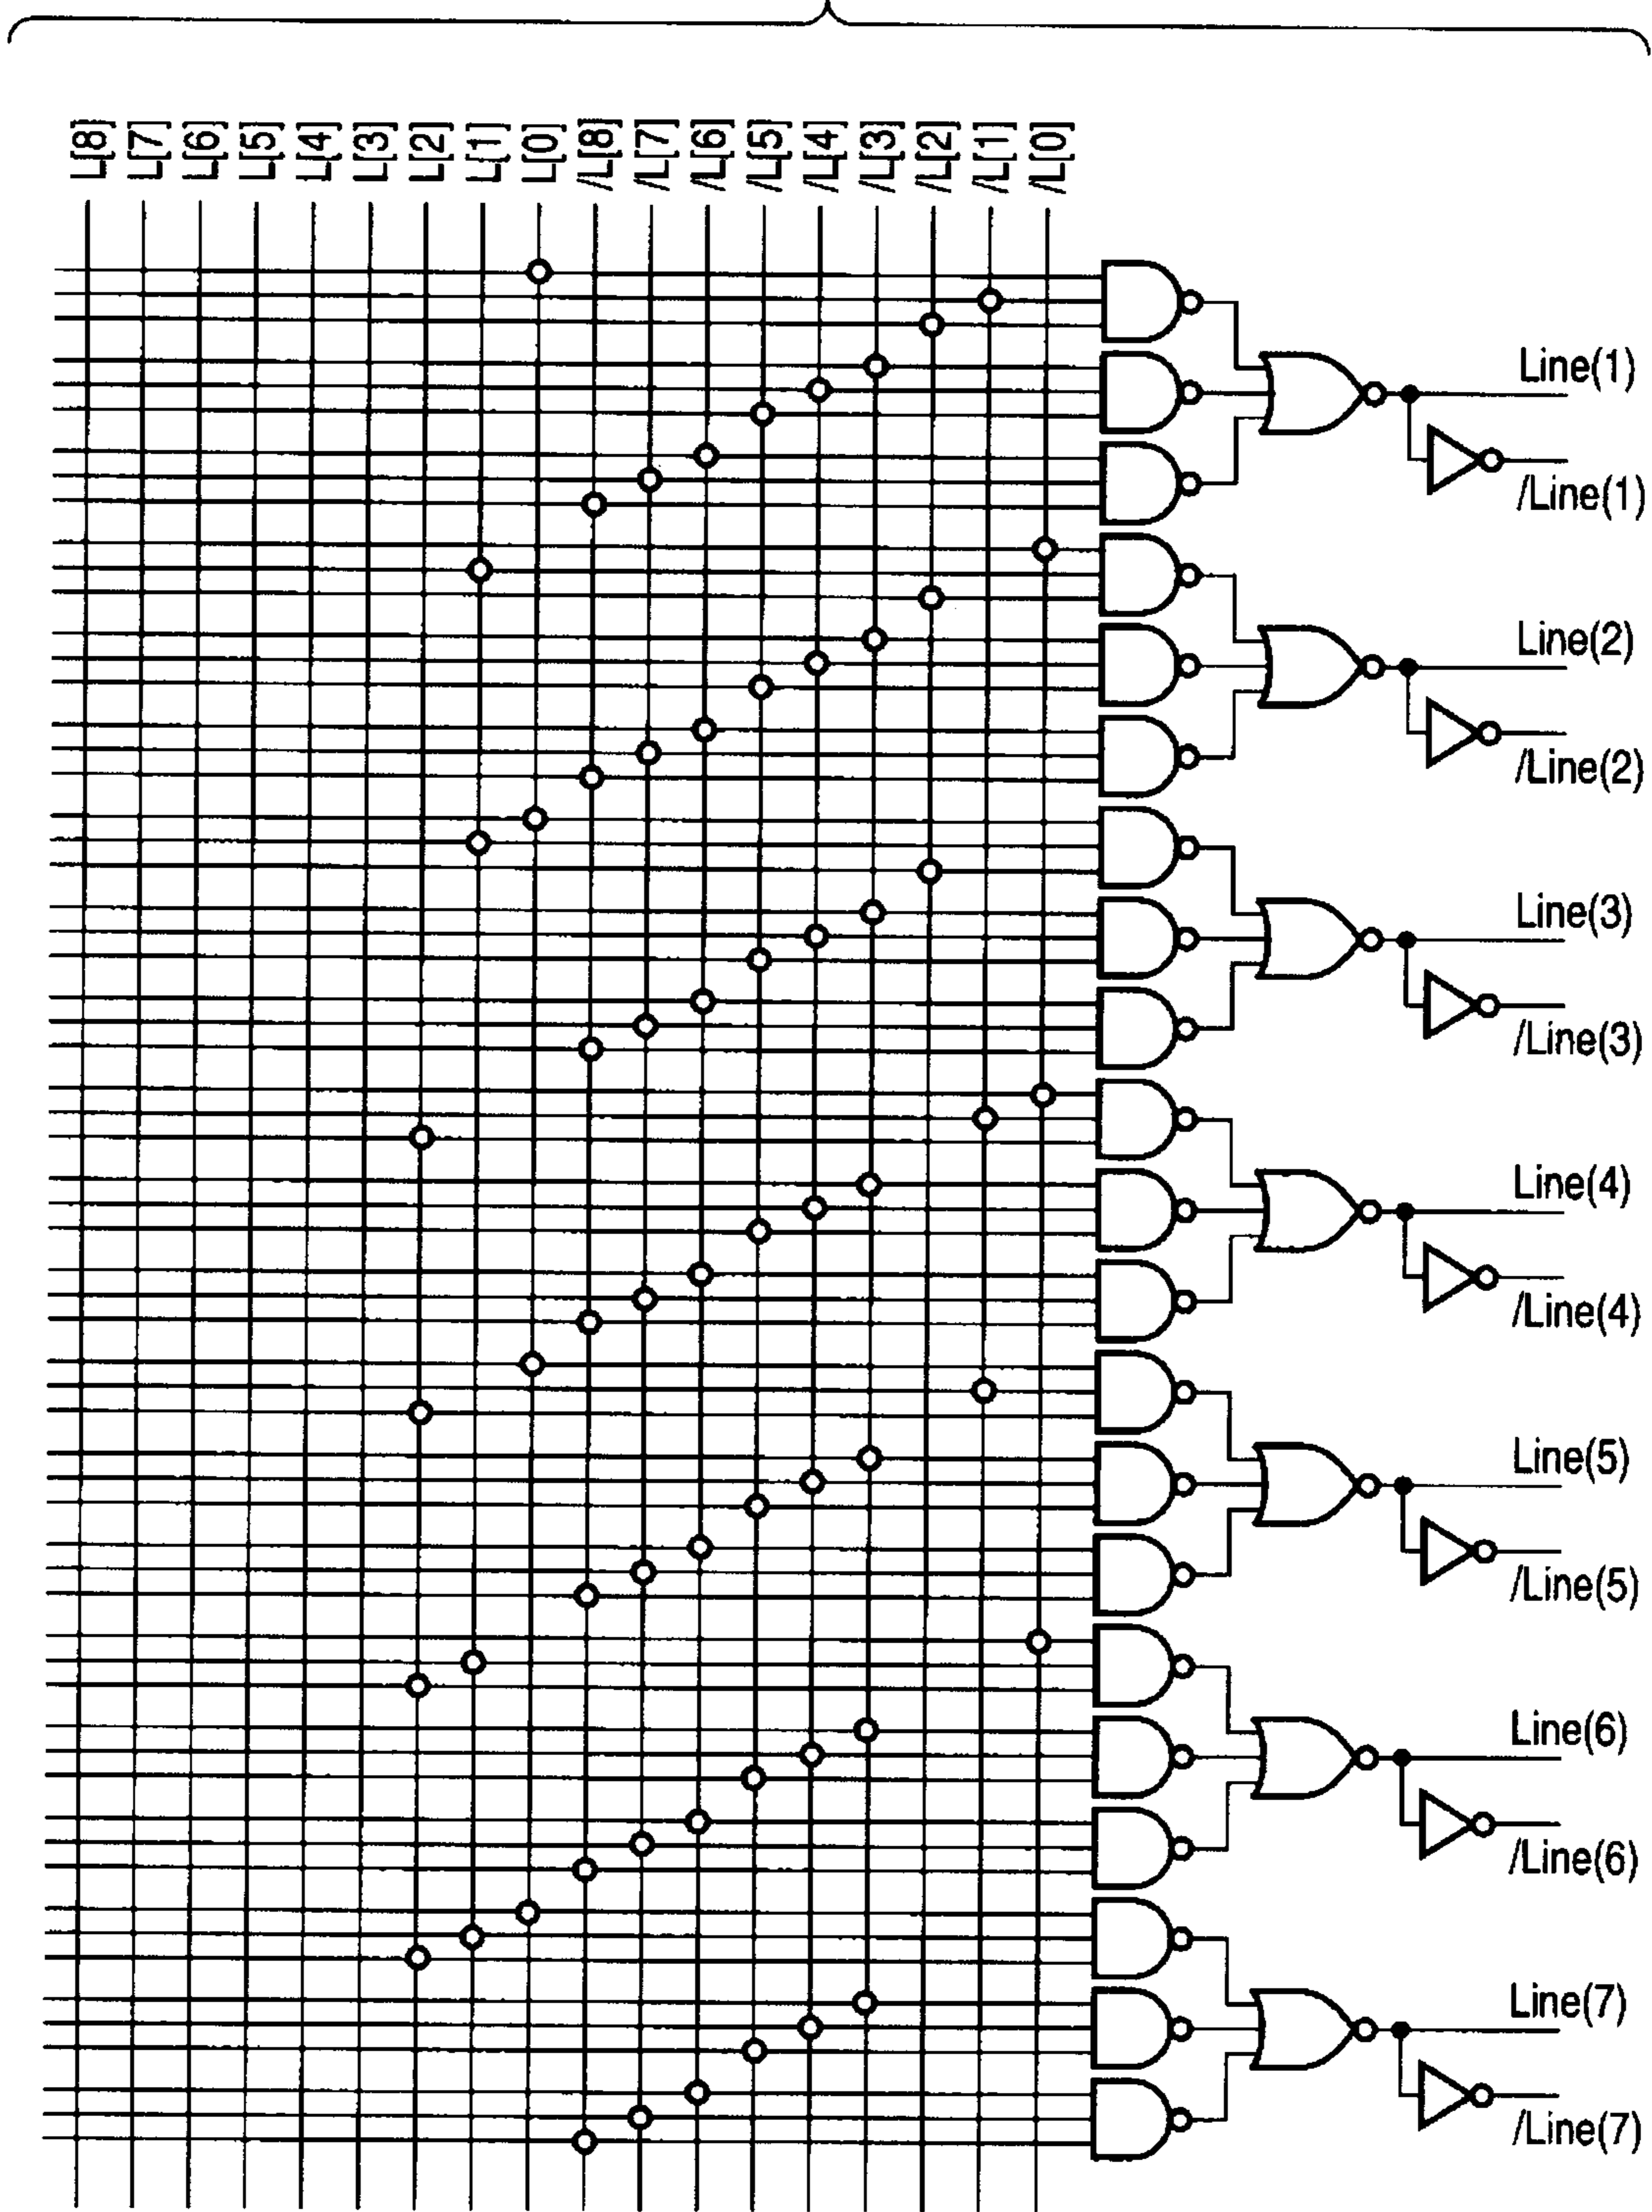 L[8] L[7] L[6] L[5] L[4] L[3] L[2] L[1] L[0] /L[8] /L[7] /L[6] /L[5] /L[4] /L[3] /L[2] /L[1] /L[0]
Line(1)
/Line(1)
Line(2)
/Line(2)
Line(3)
/Line(3)
Line(4)
/Line(4)
Line(5)
/Line(5)
Line(6)
/Line(6)
Line(7)
/Line(7)